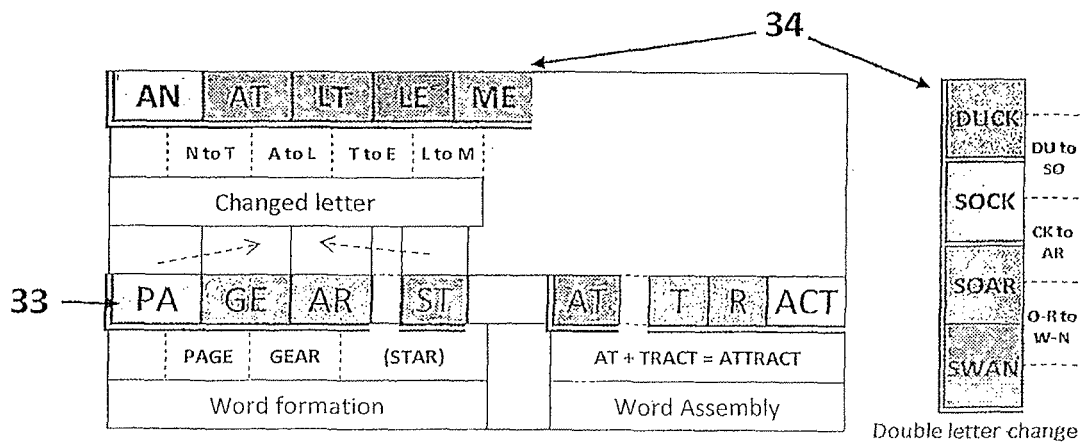 34
AN AT LT LE ME
N to T A to L T to E L to M
Changed letter
33
PA GE AR ST AT T R ACT
PAGE GEAR (STAR) AT + TRACT = ATTRACT
Word formation Word Assembly
DUCK
DU to
SO
SOCK
CK to
AR
SOAR
O-R to
W-N
SWAN
Double letter change